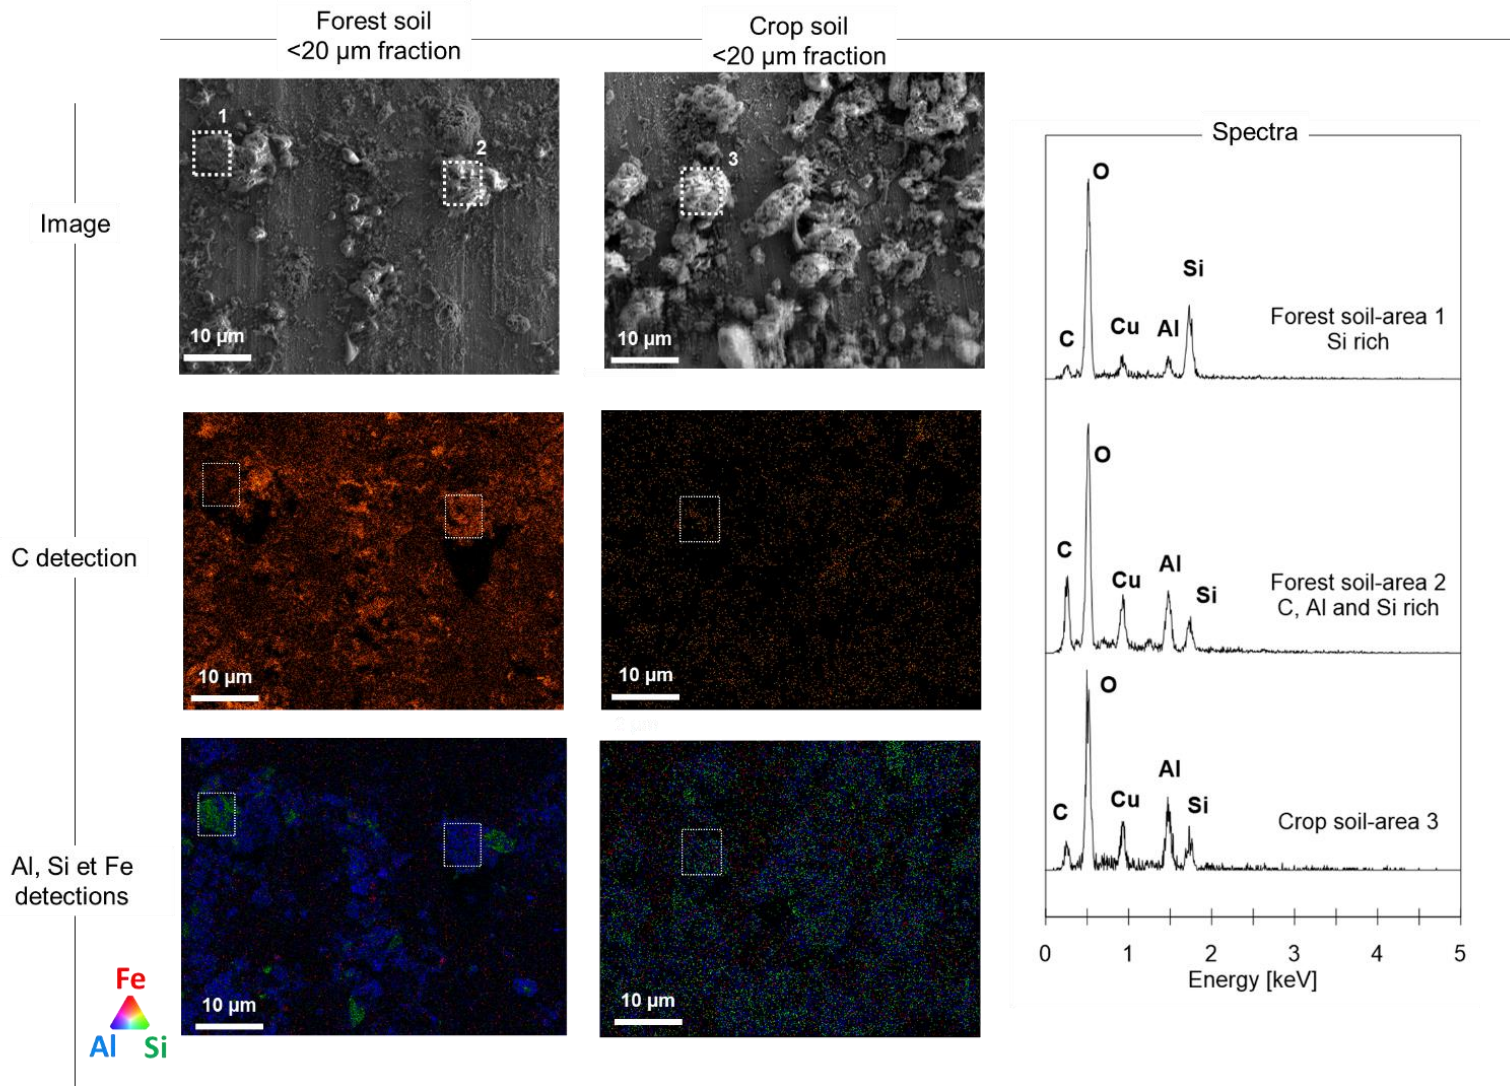 Forest soil
<20 µm fraction
Crop soil
<20 µm fraction
Image
1
2
10 µm
3
10 µm
Spectra
O
Si
Cu
Al
C
Forest soil-area 1
Si rich
C detection
10 µm
10 µm
O
C
Cu
Al
Si
Forest soil-area 2
C, Al and Si rich
Al, Si et Fe
detections
10 µm
10 µm
O
Al
Cu
Si
C
Crop soil-area 3
0 1 2 3 4 5
Energy [keV]
Fe
Al Si